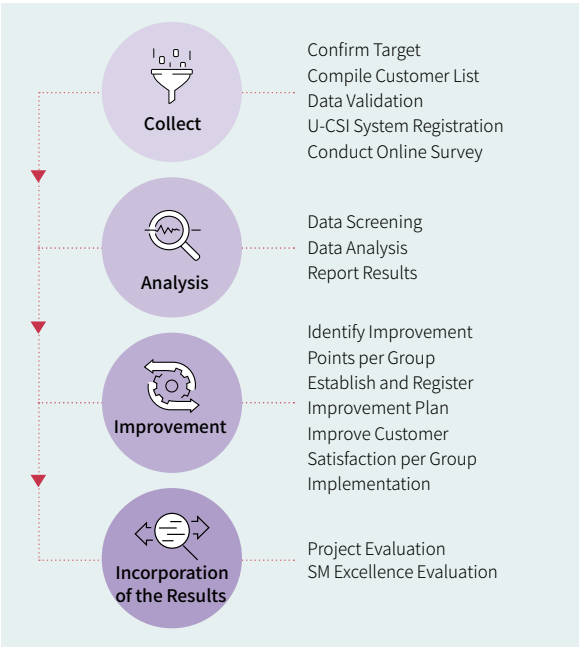 Collect
Confirm Target
Compile Customer List
Data Validation
U-CSI System Registration
Conduct Online Survey
Analysis
Data Screening
Data Analysis
Report Results
Improvement
Identify Improvement
Points per Group
Establish and Register
Improvement Plan
Improve Customer
Satisfaction per Group
Implementation
Incorporation
of the Results
Project Evaluation
SM Excellence Evaluation